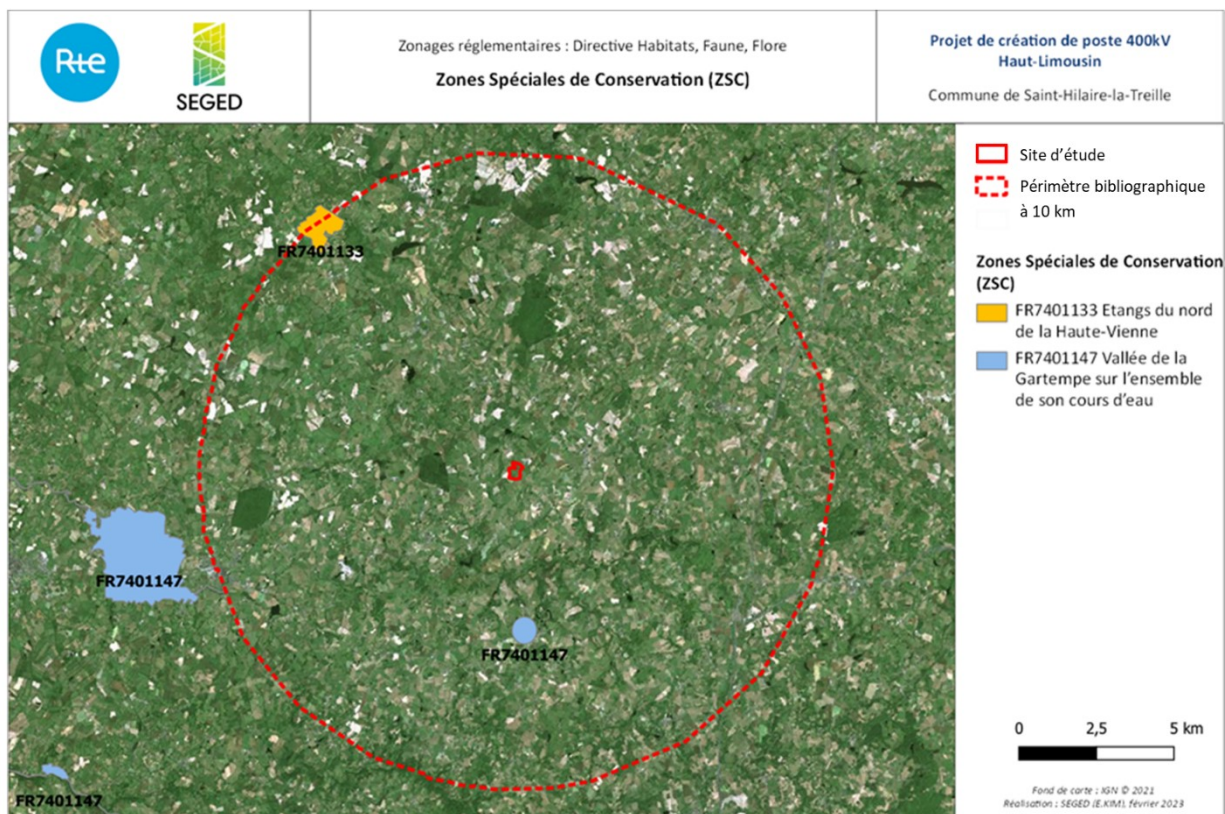 Rte
SEGED
Zonages réglementaires : Directive Habitats, Faune, Flore
Zones Spéciales de Conservation (ZSC)
Projet de création de poste 400kV
Haut-Limousin
Commune de Saint-Hilaire-la-Treille
FR7401133
FR7401147
FR7401147
FR7401147
Site d'étude
Périmètre bibliographique
à 10 km
Zones Spéciales de Conservation
(ZSC)
FR7401133 Etangs du nord
de la Haute-Vienne
FR7401147 Vallée de la
Gartempe sur l'ensemble
de son cours d'eau
0 2,5 5 km
Fond de carte : IGN © 2021
Réalisation : SEGED (E.KIM), février 2023